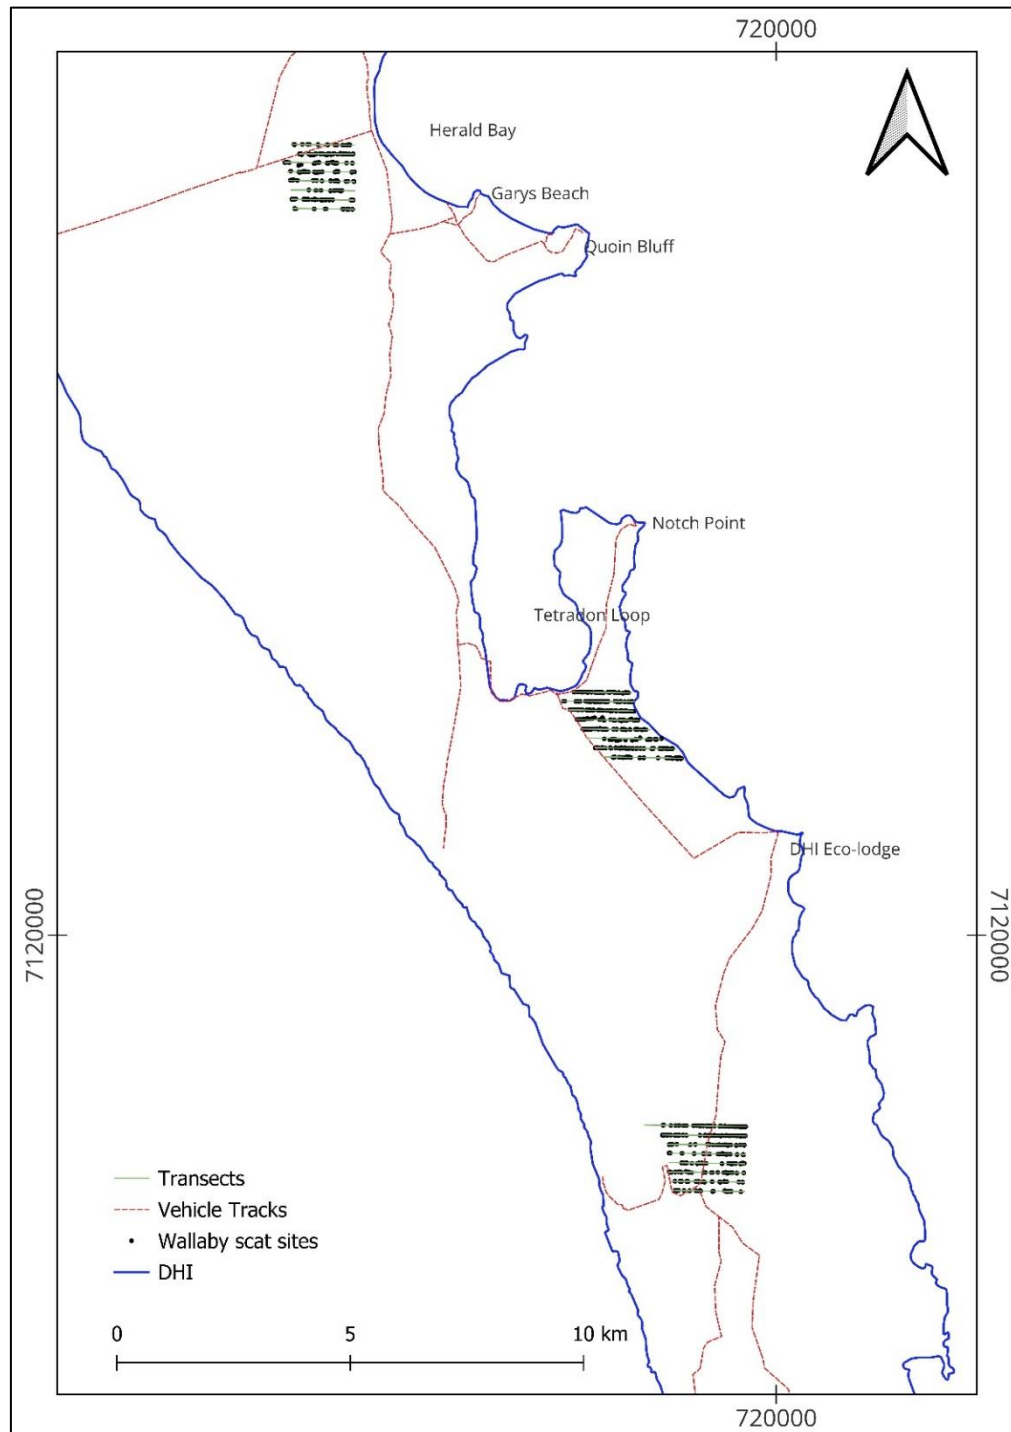 720000
Herald Bay
Garys Beach
Quoin Bluff
Notch Point
Tetradon Loop
DHI Eco-lodge
7120000
7120000
Transects
Vehicle Tracks
Wallaby scat sites
DHI
0 5 10 km
720000